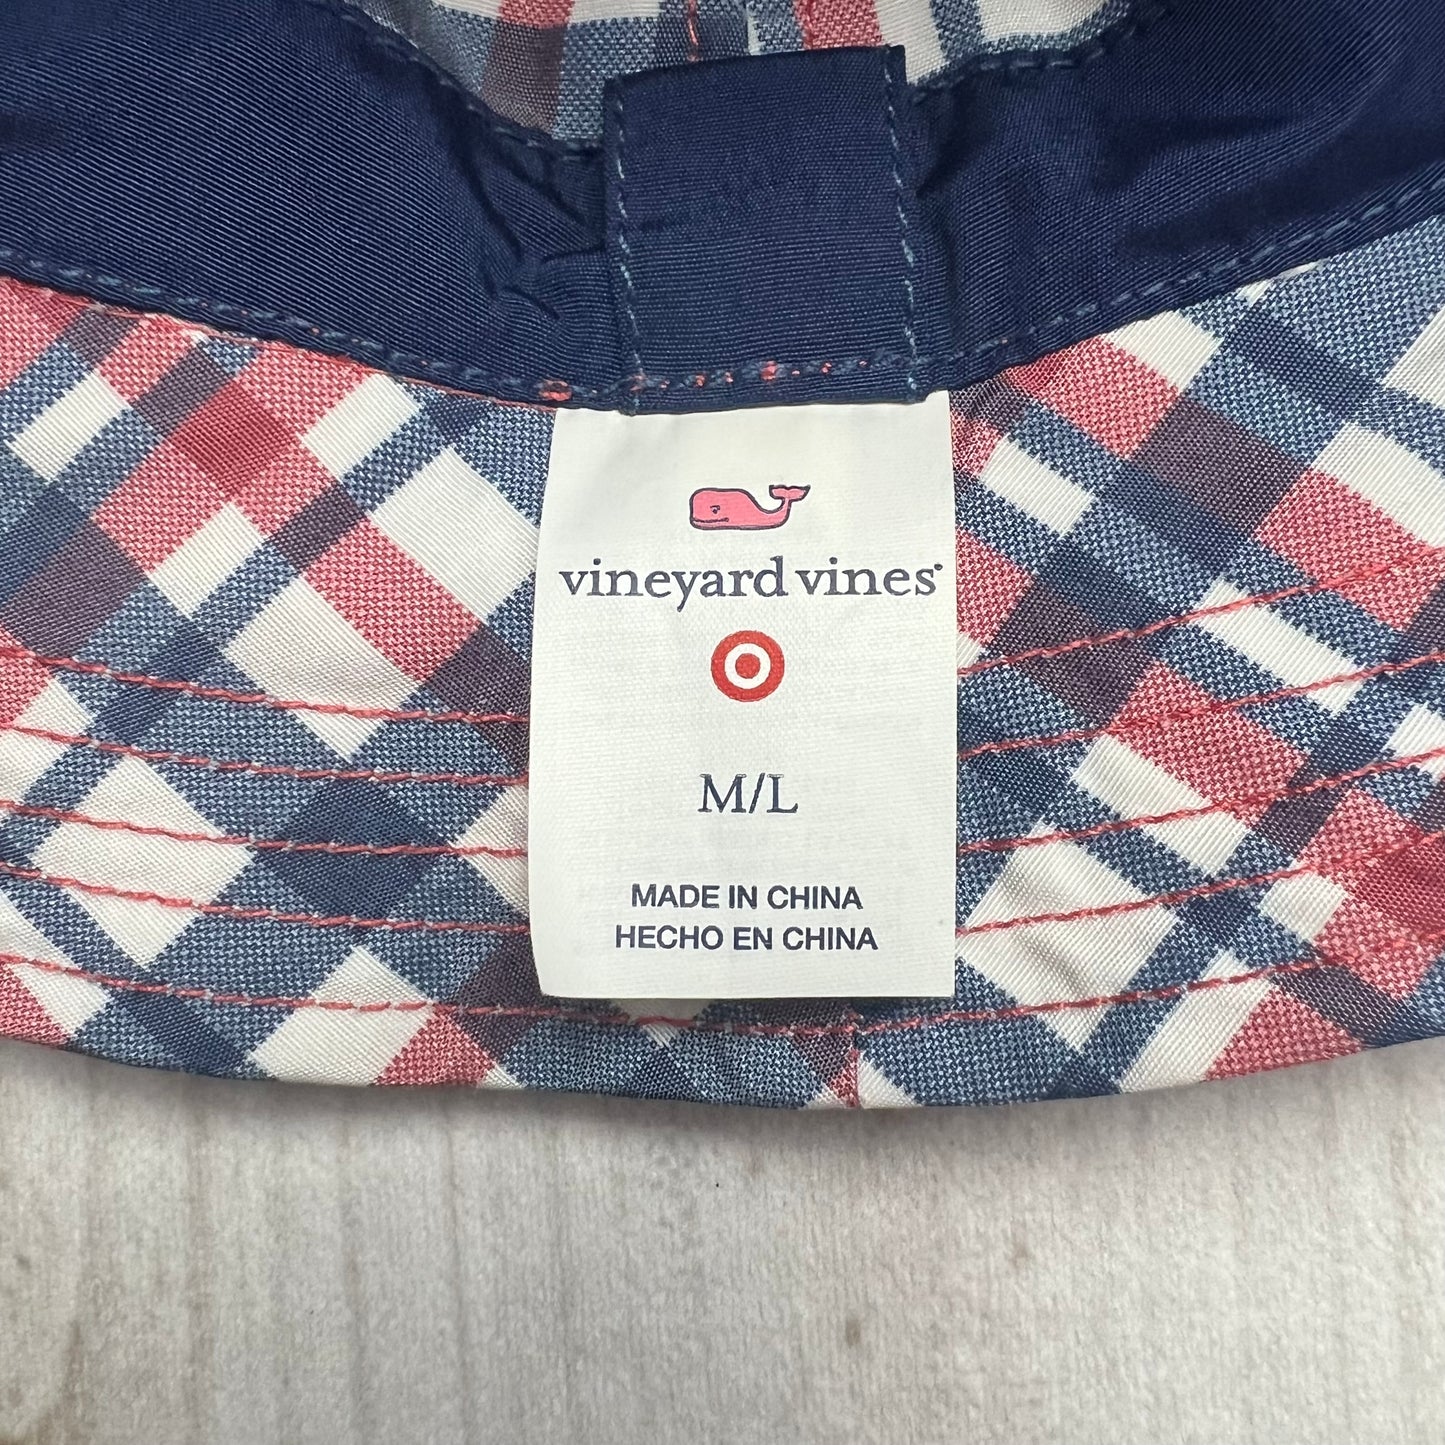 vineyard vines®
M/L
MADE IN CHINA
HECHO EN CHINA